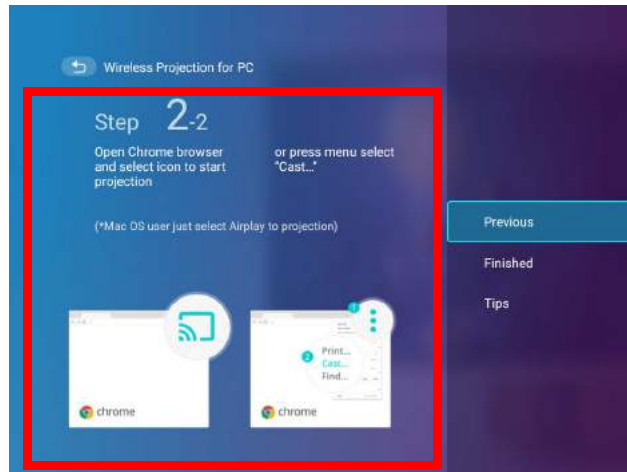 Wireless Projection for PC
Step 2-2
Open Chrome browser
and select icon to start
projection
or press menu select
"Cast..."
(*Mac OS user just select Airplay to projection)
1
2
Print...
Cast...
Find...
chrome
chrome
Previous
Finished
Tips